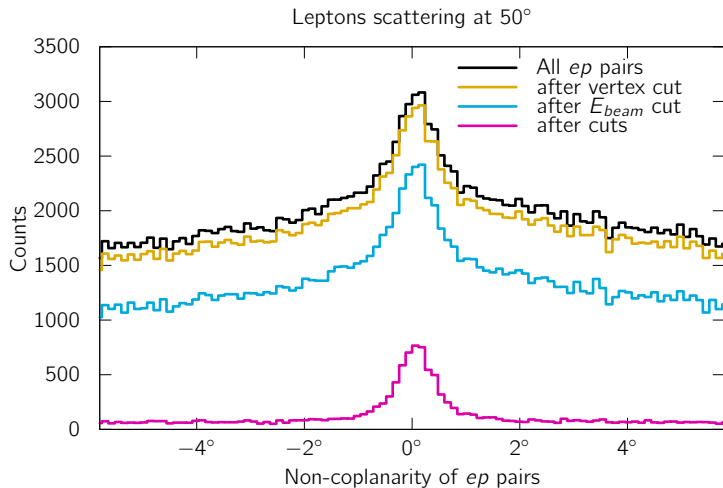 Leptons scattering at 50°
3500
3000
2500
2000
1500
1000
500
0
Counts
All ep pairs
after vertex cut
after E_beam cut
after cuts
−4° −2° 0° 2° 4°
Non-coplanarity of ep pairs